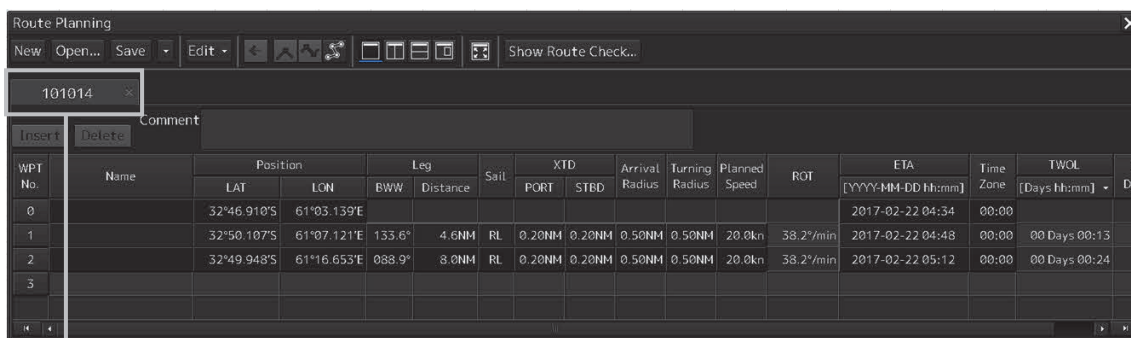 Route Planning
New Open... Save Edit Show Route Check...
101014
Comment
Insert Delete
WPT No. Name Position Leg Sail XTD Arrival Radius Turning Radius Planned Speed ROT ETA Time Zone TWOL
LAT LON BWW Distance PORT STBD [YYYY-MM-DD hh:mm] [Days hh:mm] D
0 32°46.910'S 61°03.139'E 2017-02-22 04:34 00:00
1 32°50.107'S 61°07.121'E 133.6° 4.6NM RL 0.20NM 0.20NM 0.50NM 0.50NM 20.0kn 38.2°/min 2017-02-22 04:48 00:00 00 Days 00:13
2 32°49.948'S 61°16.653'E 088.9° 8.0NM RL 0.20NM 0.20NM 0.50NM 0.50NM 20.0kn 38.2°/min 2017-02-22 05:12 00:00 00 Days 00:24
3